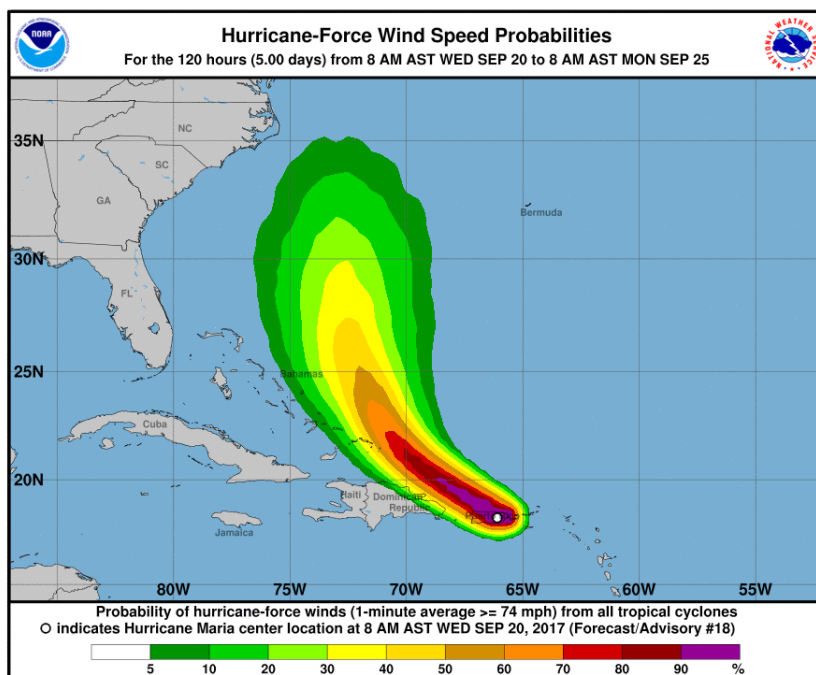 Hurricane-Force Wind Speed Probabilities
For the 120 hours (5.00 days) from 8 AM AST WED SEP 20 to 8 AM AST MON SEP 25
NOAA
NATIONAL WEATHER SERVICE
35N
30N
25N
20N
NC
SC
GA
FL
Bermuda
Bahamas
Cuba
Haiti
Dominican
Republic
Jamaica
80W
75W
70W
65W
60W
55W
Probability of hurricane-force winds (1-minute average >= 74 mph) from all tropical cyclones
O indicates Hurricane Maria center location at 8 AM AST WED SEP 20, 2017 (Forecast/Advisory #18)
5 10 20 30 40 50 60 70 80 90 %